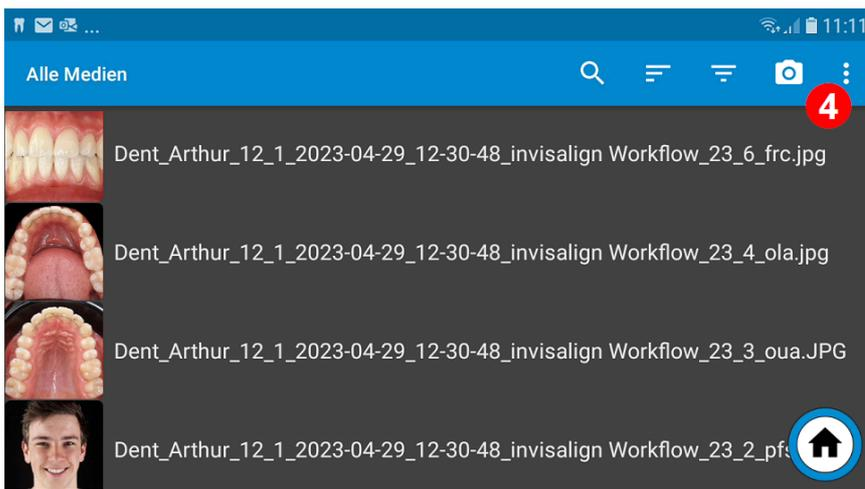 ... 11:11
Alle Medien
4
Dent_Arthur_12_1_2023-04-29_12-30-48_invisalign Workflow_23_6_frc.jpg
Dent_Arthur_12_1_2023-04-29_12-30-48_invisalign Workflow_23_4_ola.jpg
Dent_Arthur_12_1_2023-04-29_12-30-48_invisalign Workflow_23_3_oua.JPG
Dent_Arthur_12_1_2023-04-29_12-30-48_invisalign Workflow_23_2_pfs